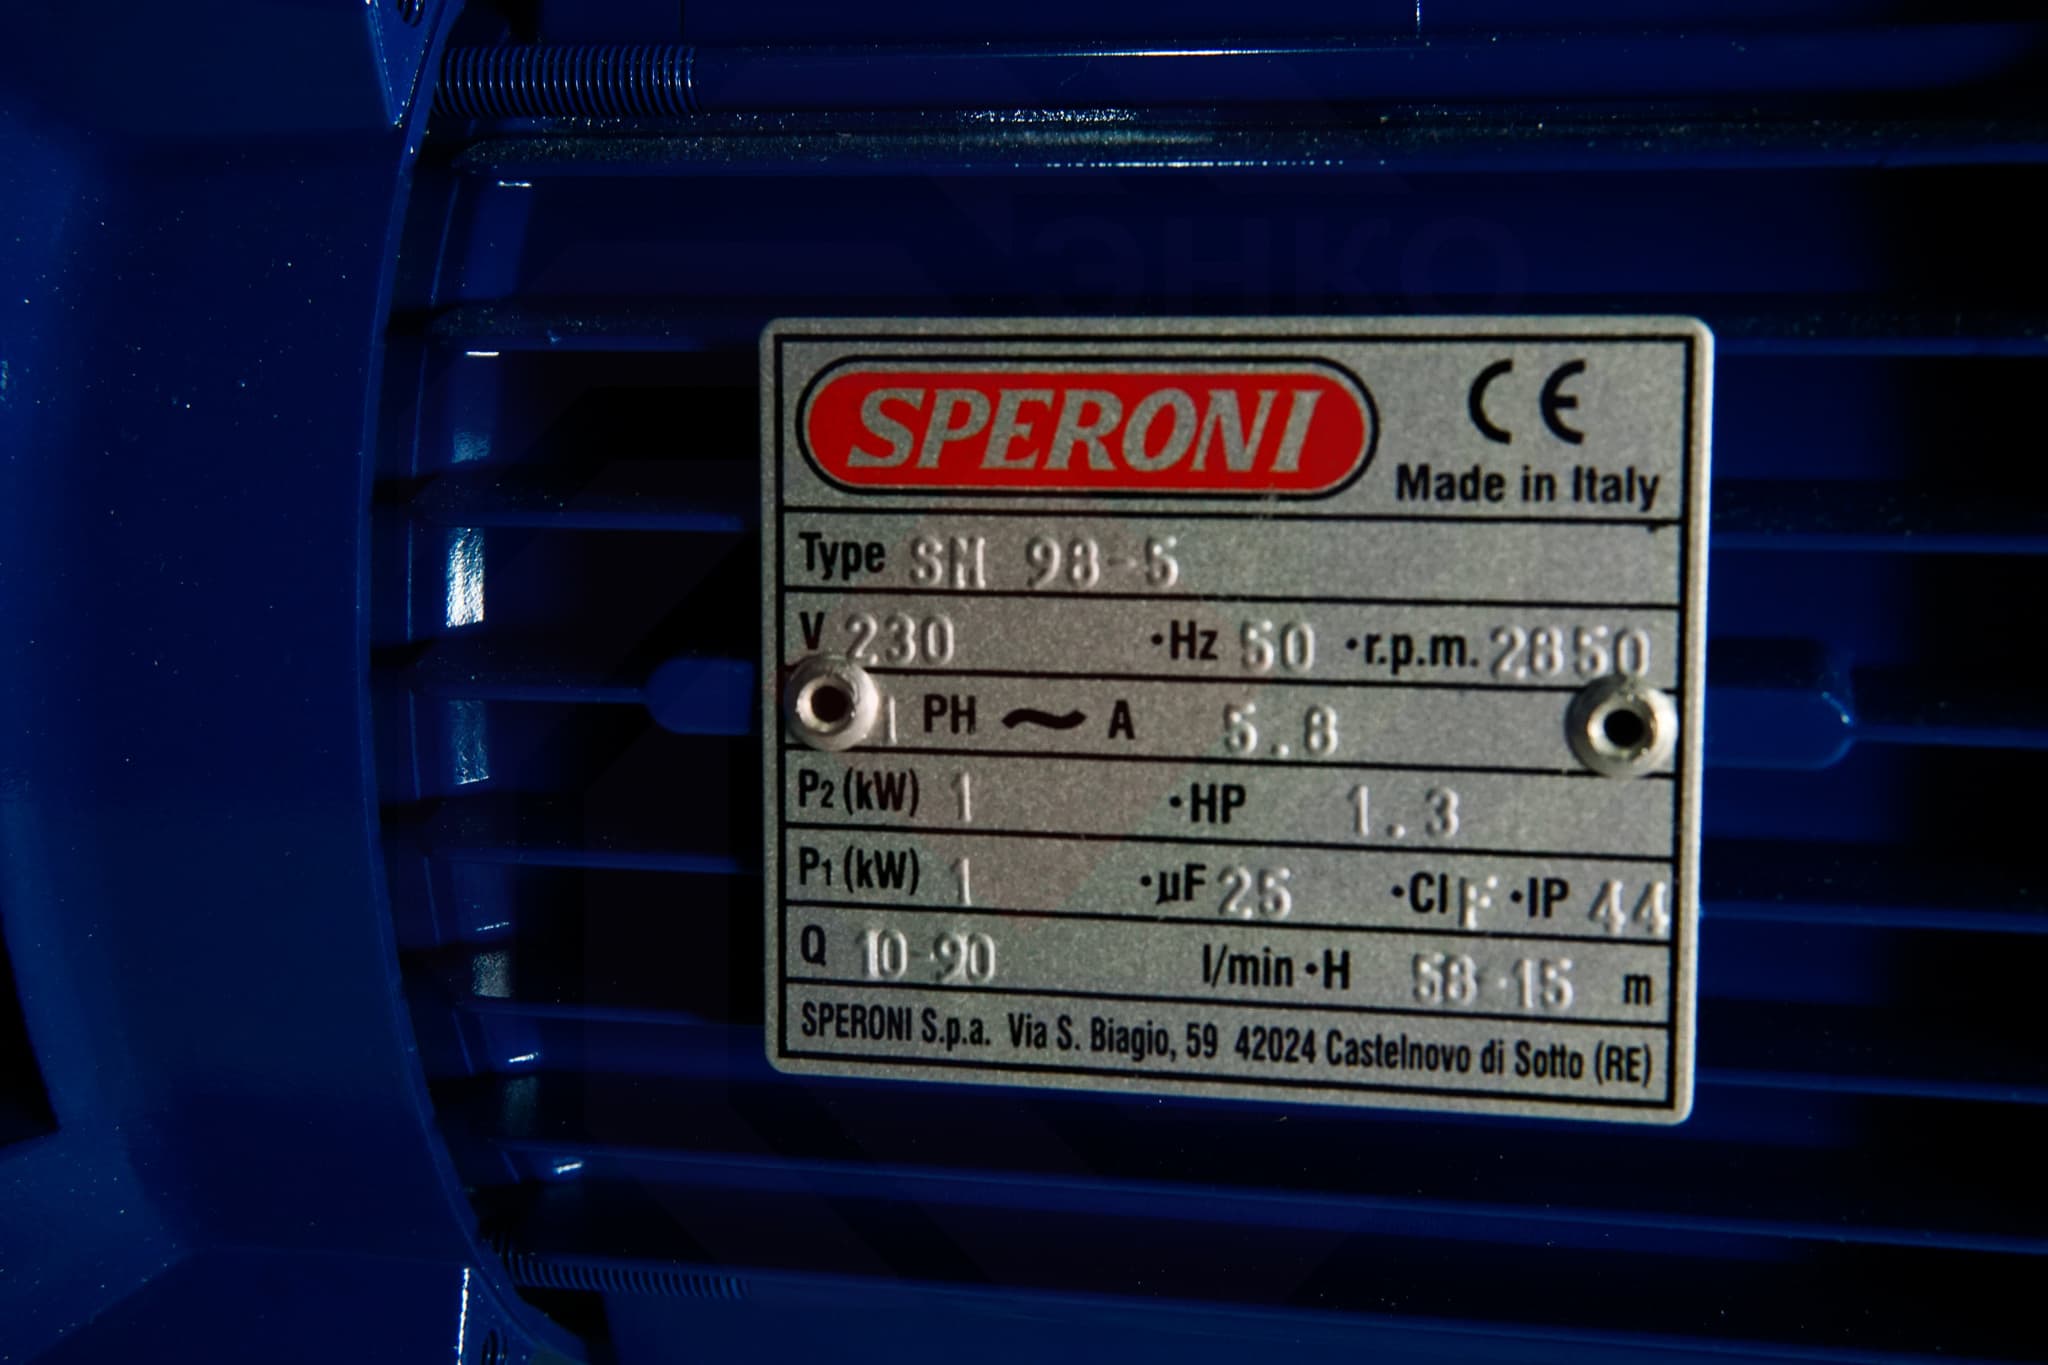 ЭНКО
SPERONI
CE
Made in Italy
Type SM 98-5
V 230 •Hz 50 •r.p.m. 2850
1 PH ~ A 5.8
P2 (kW) 1 •HP 1.3
P1 (kW) 1 •µF 25 •Cl F •IP 44
Q 10-90 l/min •H 58-15 m
SPERONI S.p.a. Via S. Biagio, 59 42024 Castelnovo di Sotto (RE)